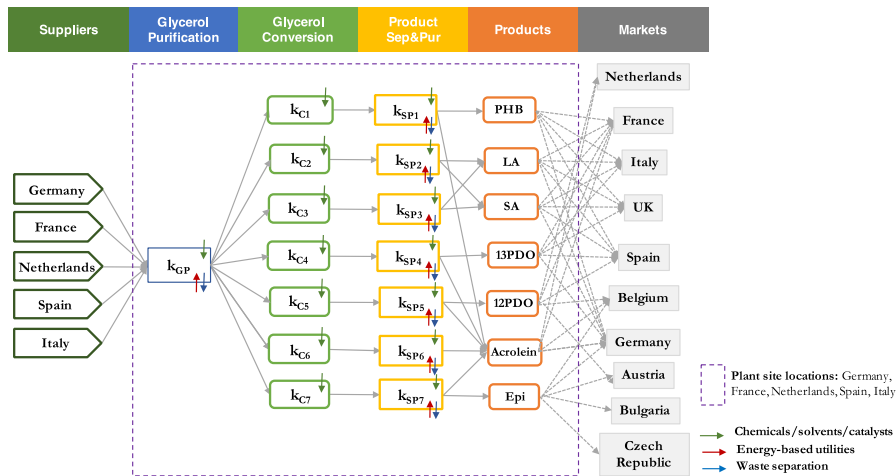 Suppliers
Glycerol
Purification
Glycerol
Conversion
Product
Sep&Pur
Products
Markets
Germany
France
Netherlands
Spain
Italy
kGP
kC1
kC2
kC3
kC4
kC5
kC6
kC7
kSP1
kSP2
kSP3
kSP4
kSP5
kSP6
kSP7
PHB
LA
SA
13PDO
12PDO
Acrolein
Epi
Netherlands
France
Italy
UK
Spain
Belgium
Germany
Austria
Bulgaria
Czech
Republic
Plant site locations: Germany,
France, Netherlands, Spain, Italy
Chemicals/solvents/catalysts
Energy-based utilities
Waste separation